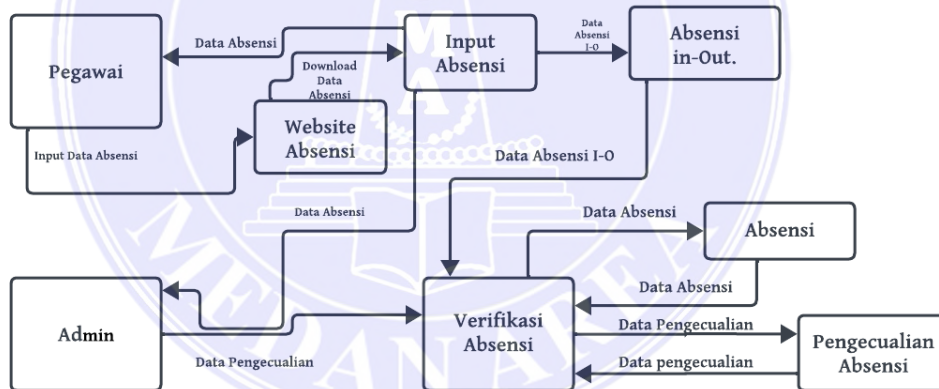 Pegawai
Data Absensi
Input
Absensi
Data
Absensi
I-O
Absensi
in-Out.
Download
Data
Absensi
Website
Absensi
Input Data Absensi
Data Absensi I-O
Data Absensi
Data Absensi
Absensi
Data Absensi
Admin
Verifikasi
Absensi
Data Pengecualian
Data Pengecualian
Data pengecualian
Pengecualian
Absensi
M
A
MEDAN AREA